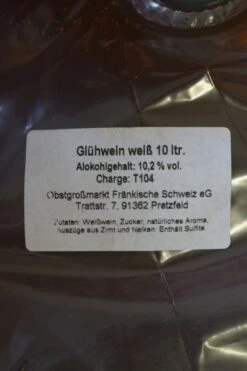 Glühwein weiß 10 ltr.
Alokohlgehalt: 10,2 % vol.
Charge: T104
Obstgroßmarkt Fränkische Schweiz eG
Trattstr. 7, 91362 Pretzfeld
Zutaten: Weißwein, Zucker, natürliches Aroma,
Auszüge aus Zimt und Nelken. Enthält Sulfite.